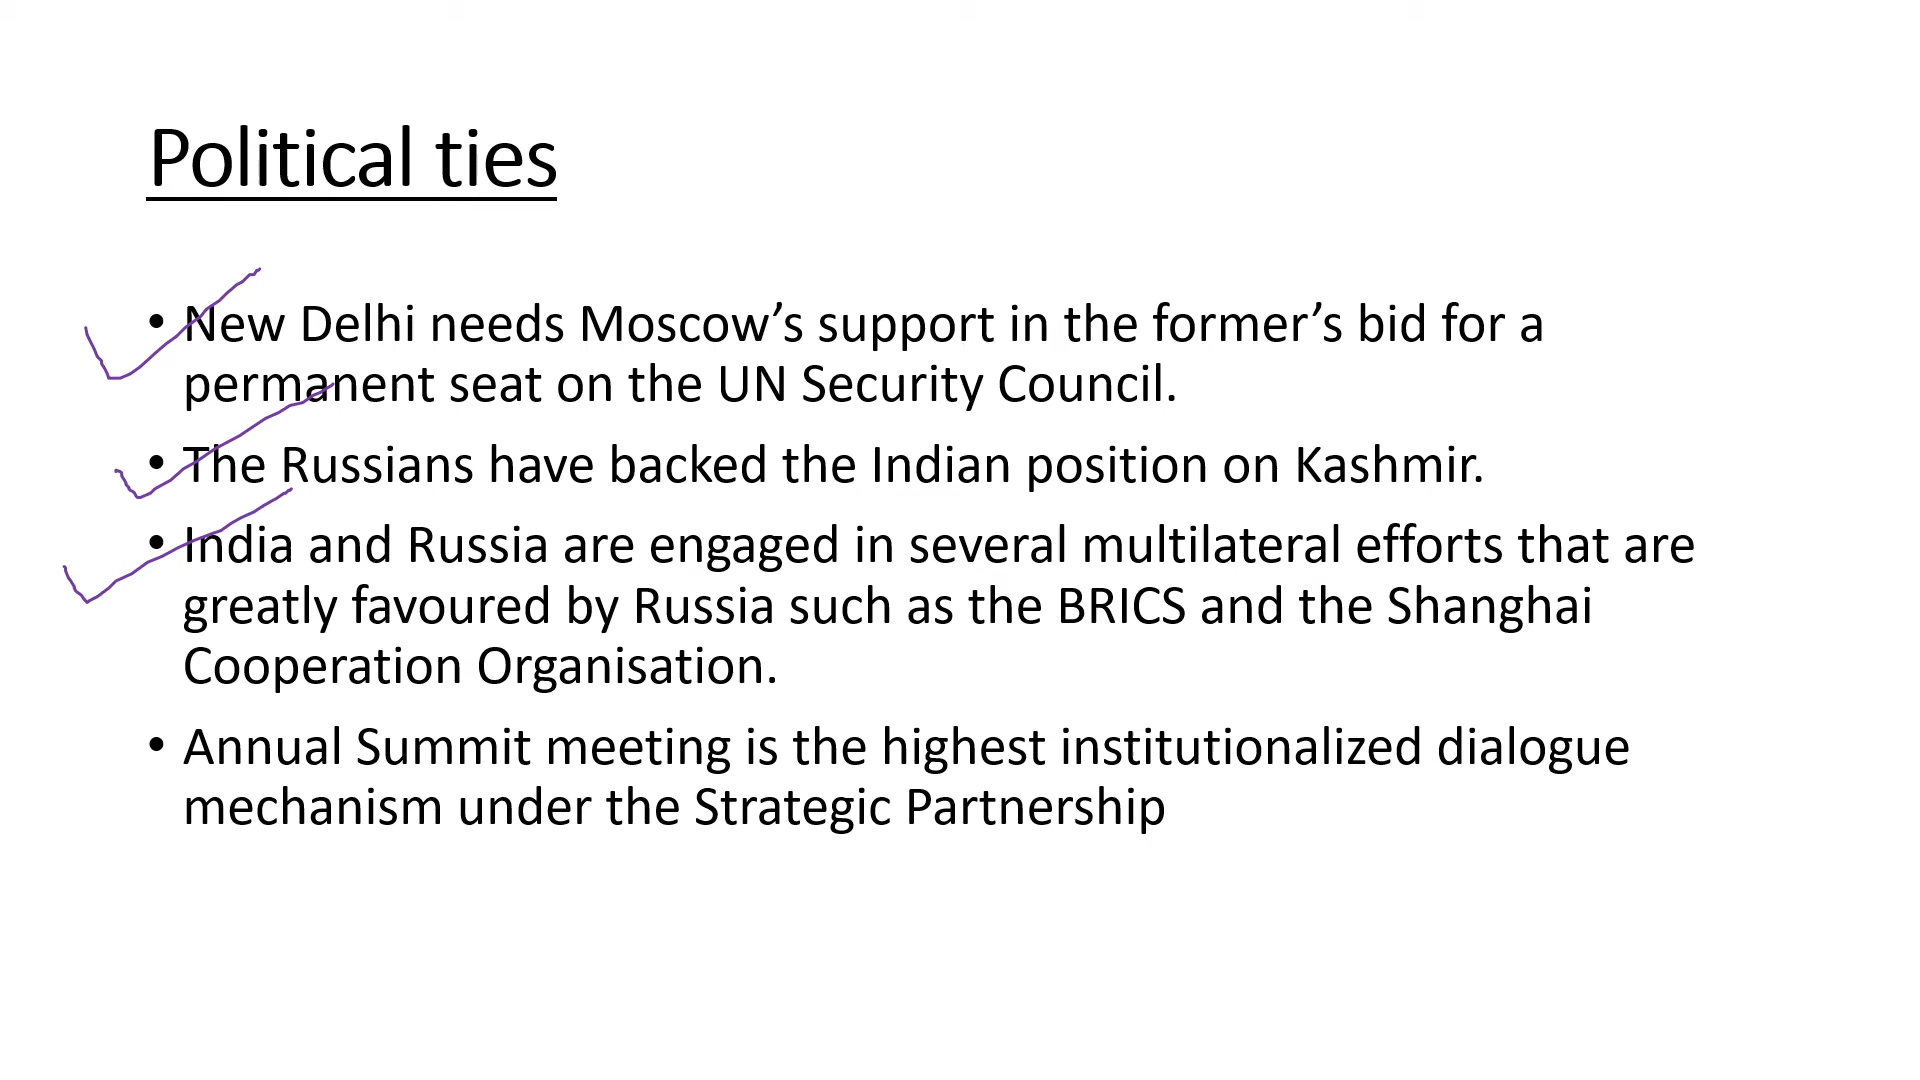 Political ties
• New Delhi needs Moscow’s support in the former’s bid for a
permanent seat on the UN Security Council.
• The Russians have backed the Indian position on Kashmir.
• India and Russia are engaged in several multilateral efforts that are
greatly favoured by Russia such as the BRICS and the Shanghai
Cooperation Organisation.
• Annual Summit meeting is the highest institutionalized dialogue
mechanism under the Strategic Partnership